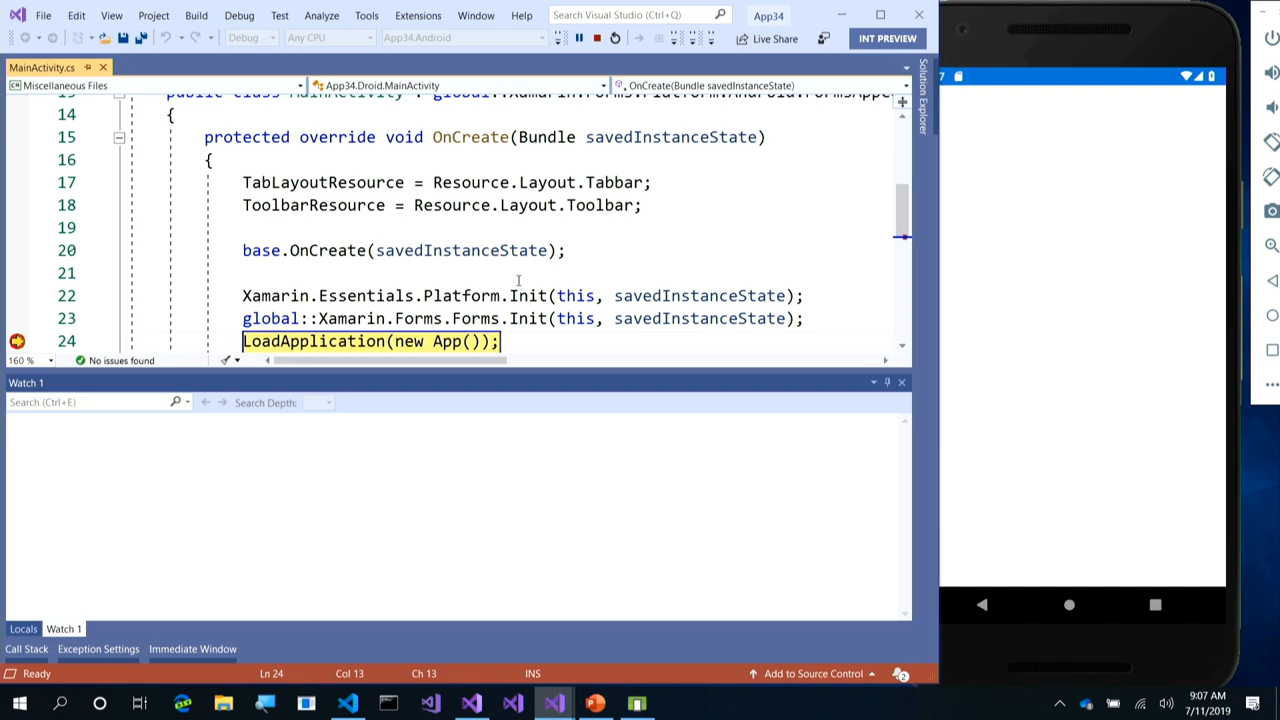 File Edit View Project Build Debug Test Analyze Tools Extensions Window Help Search Visual Studio (Ctrl+Q) App34
Debug Any CPU App34.Android Live Share INT PREVIEW
MainActivity.cs
Miscellaneous Files App34.Droid.MainActivity OnCreate(Bundle savedInstanceState)
Solution Explorer
14 {
15 protected override void OnCreate(Bundle savedInstanceState)
16 {
17 TabLayoutResource = Resource.Layout.Tabbar;
18 ToolbarResource = Resource.Layout.Toolbar;
19
20 base.OnCreate(savedInstanceState);
21
22 Xamarin.Essentials.Platform.Init(this, savedInstanceState);
23 global::Xamarin.Forms.Forms.Init(this, savedInstanceState);
24 LoadApplication(new App());
160 % No issues found
Watch 1
Search (Ctrl+E) Search Depth:
Locals Watch 1
Call Stack Exception Settings Immediate Window
Ready Ln 24 Col 13 Ch 13 INS Add to Source Control 2
9:07 AM
7/11/2019